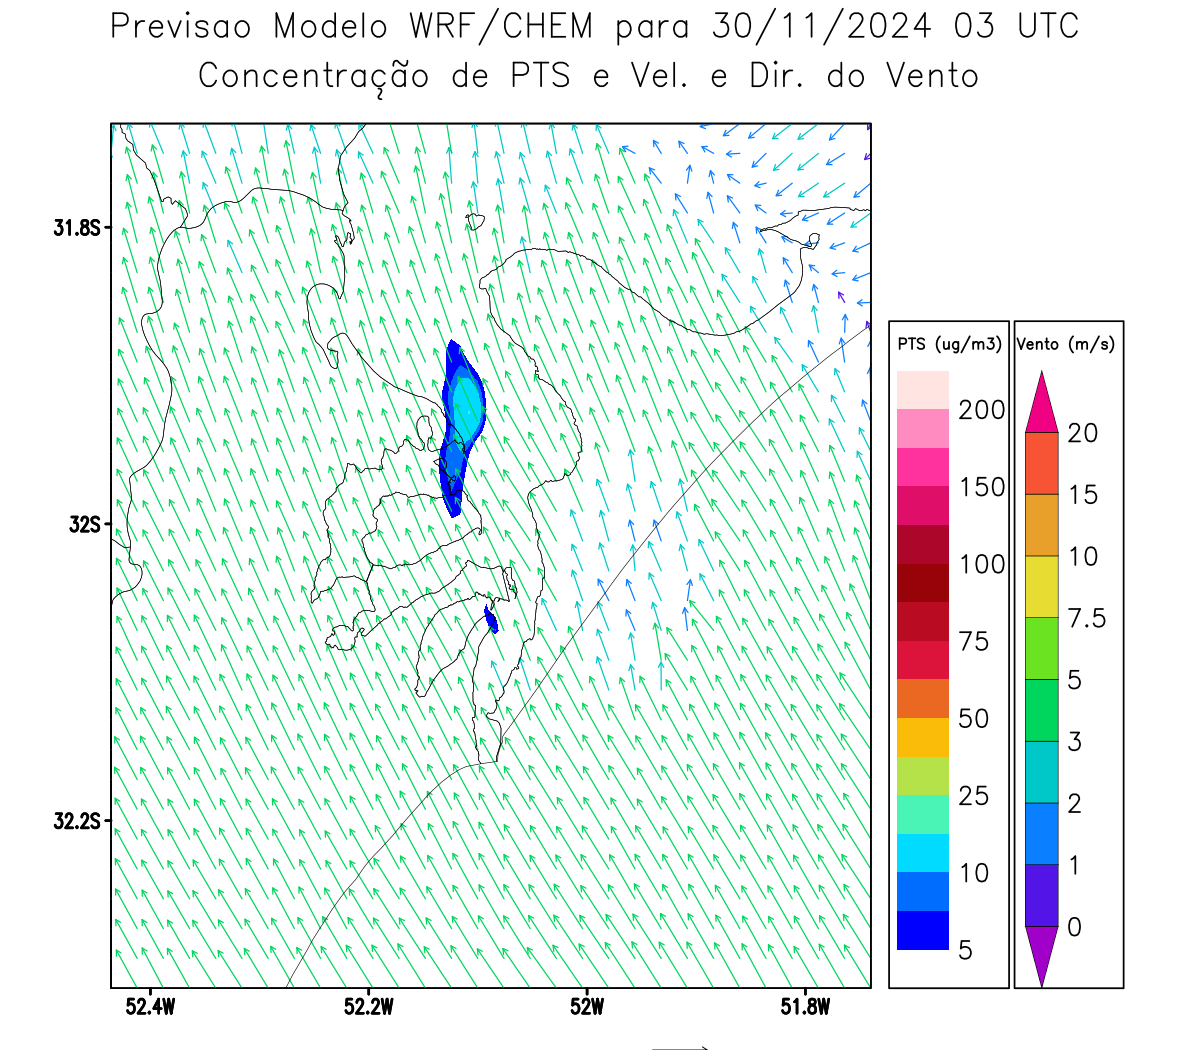 Previsao Modelo WRF/CHEM para 30/11/2024 03 UTC
Concentração de PTS e Vel. e Dir. do Vento
31.8S
32S
32.2S
52.4W
52.2W
52W
51.8W
PTS (ug/m3)
200
150
100
75
50
25
10
5
Vento (m/s)
20
15
10
7.5
5
3
2
1
0